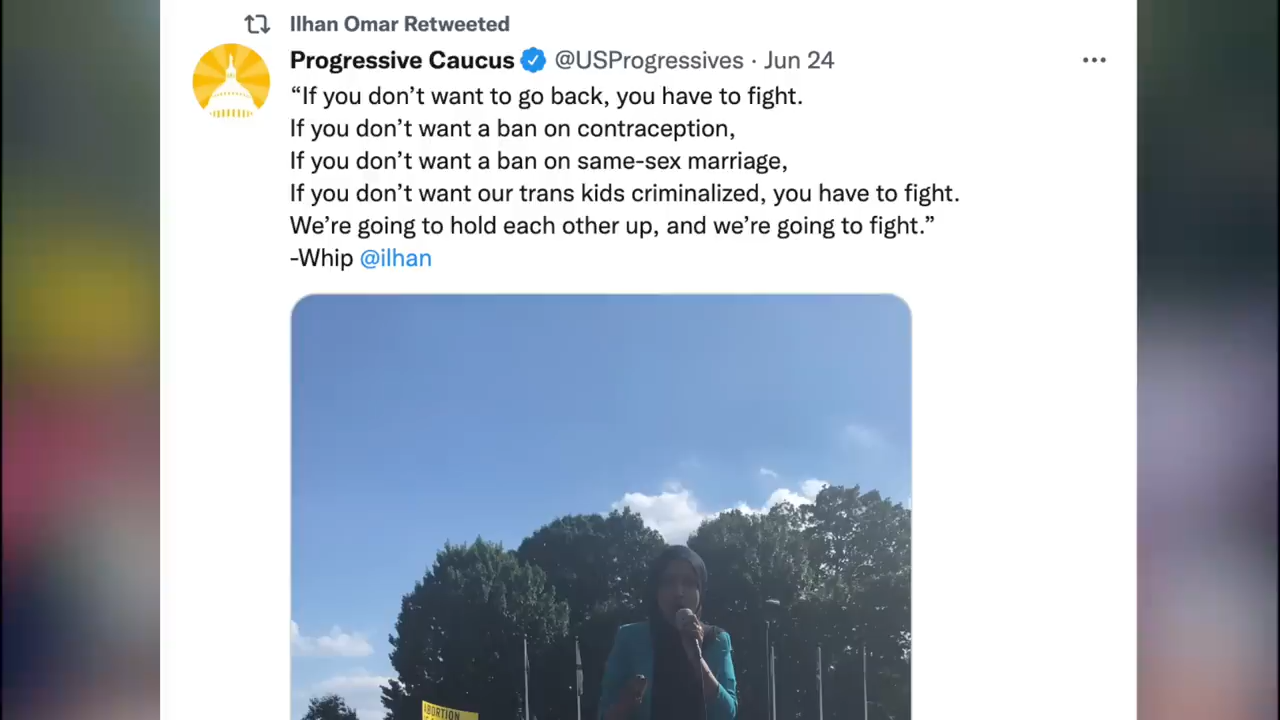 Ilhan Omar Retweeted
Progressive Caucus @USProgressives · Jun 24
“If you don’t want to go back, you have to fight.
If you don’t want a ban on contraception,
If you don’t want a ban on same-sex marriage,
If you don’t want our trans kids criminalized, you have to fight.
We’re going to hold each other up, and we’re going to fight.”
-Whip @ilhan
ABORTION